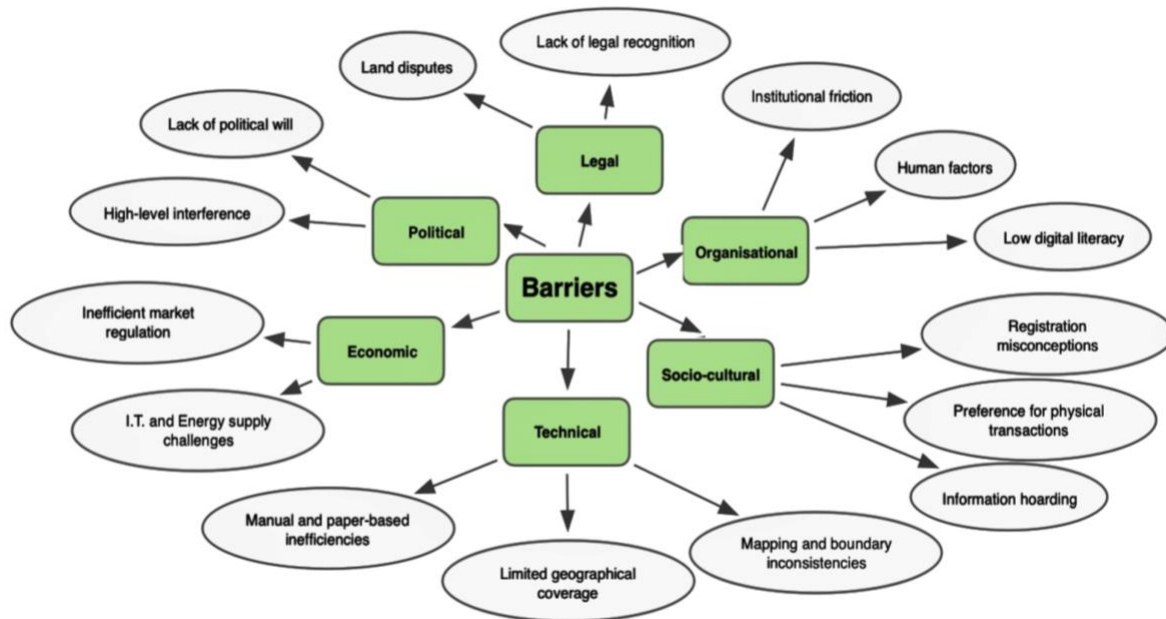 Lack of legal recognition
Land disputes
Institutional friction
Lack of political will
Legal
Human factors
High-level interference
Political
Organisational
Low digital literacy
Barriers
Inefficient market
regulation
Economic
Socio-cultural
Registration
misconceptions
I.T. and Energy supply
challenges
Technical
Preference for physical
transactions
Information hoarding
Manual and paper-based
inefficiencies
Limited geographical
coverage
Mapping and boundary
inconsistencies